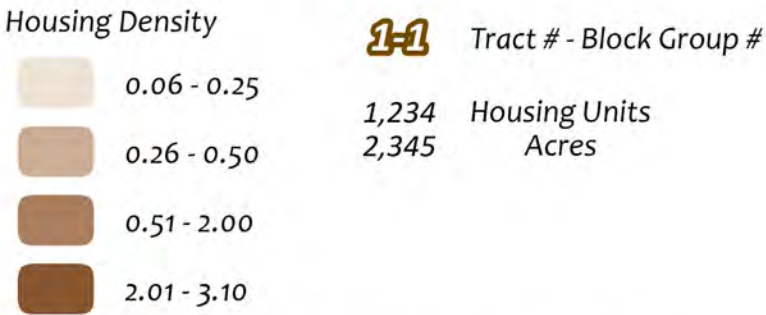 Housing Density
0.06 - 0.25
0.26 - 0.50
0.51 - 2.00
2.01 - 3.10
1-1 Tract # - Block Group #
1,234 Housing Units
2,345 Acres